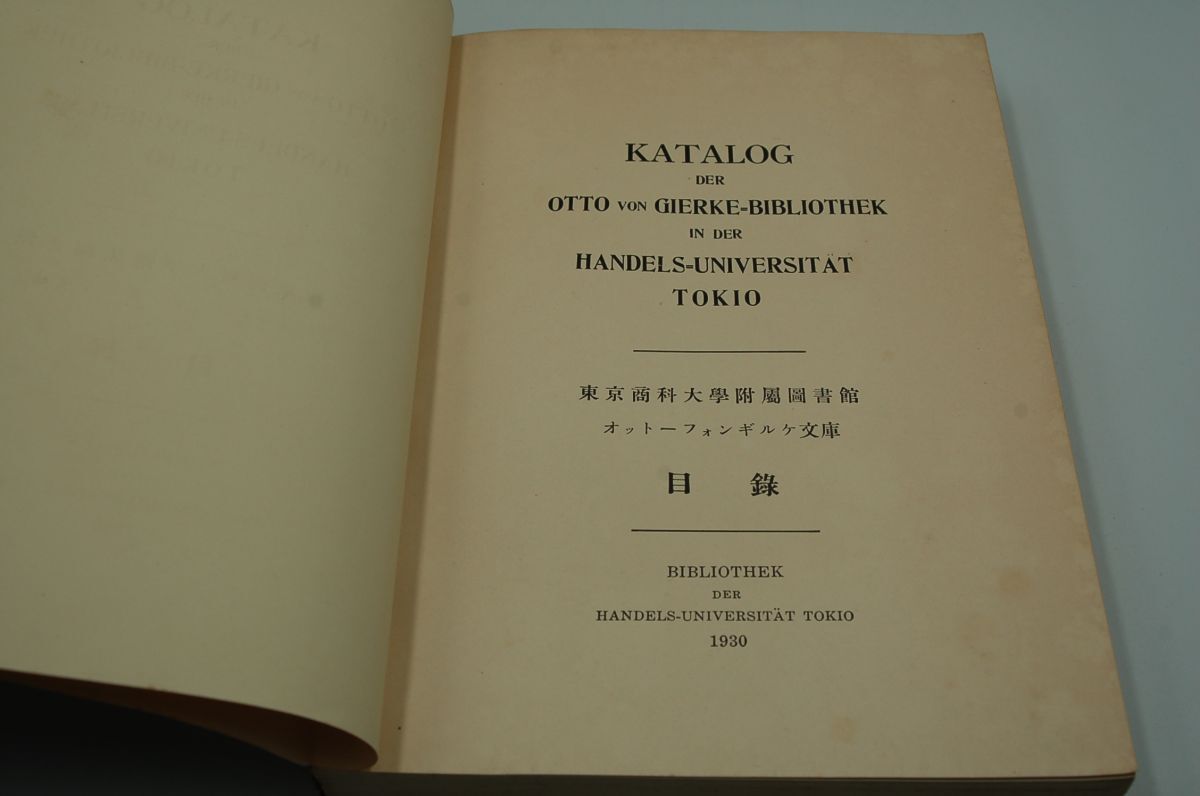 KATALOG
DER
OTTO VON GIERKE=BIBLIOTHEK
IN DER
HANDELS=UNIVERSITÄT
TOKIO
東京商科大學附屬圖書館
オットーフォンギルケ文庫
目錄
BIBLIOTHEK
DER
HANDELS-UNIVERSITÄT TOKIO
1930